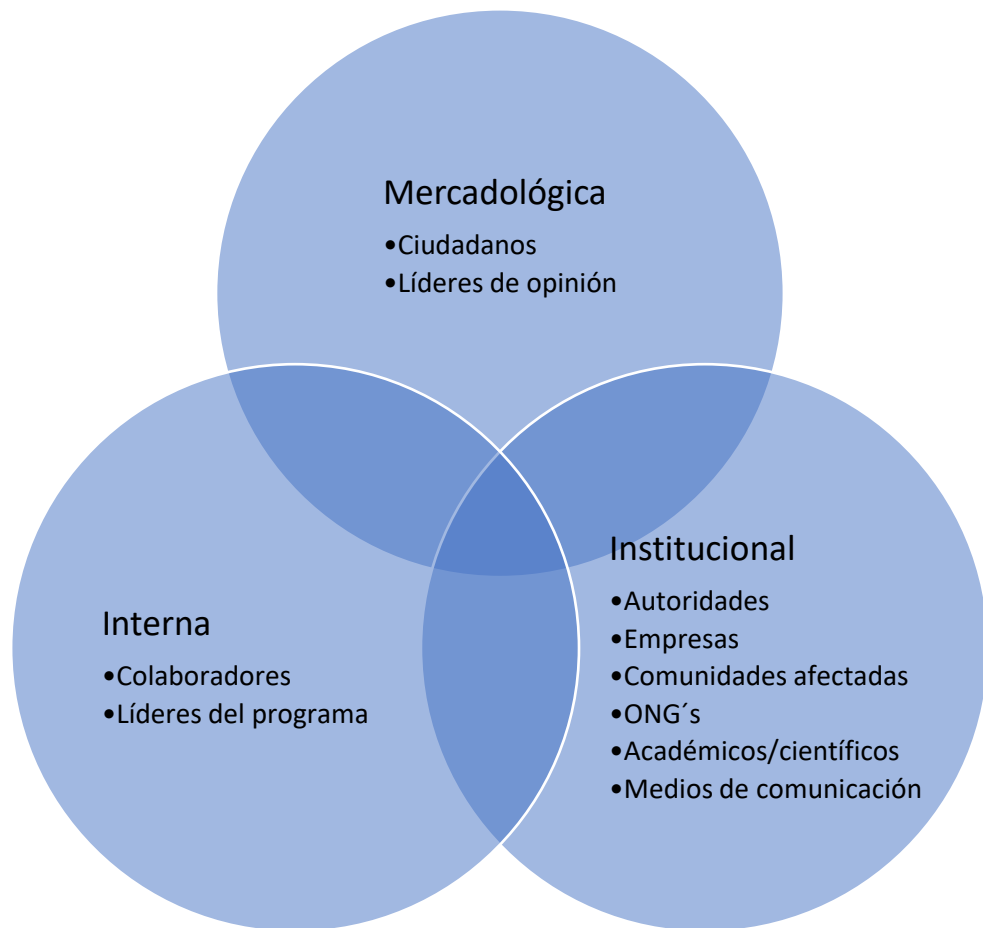 Mercadológica
•Ciudadanos
•Líderes de opinión
Interna
•Colaboradores
•Líderes del programa
Institucional
•Autoridades
•Empresas
•Comunidades afectadas
•ONG´s
•Académicos/científicos
•Medios de comunicación